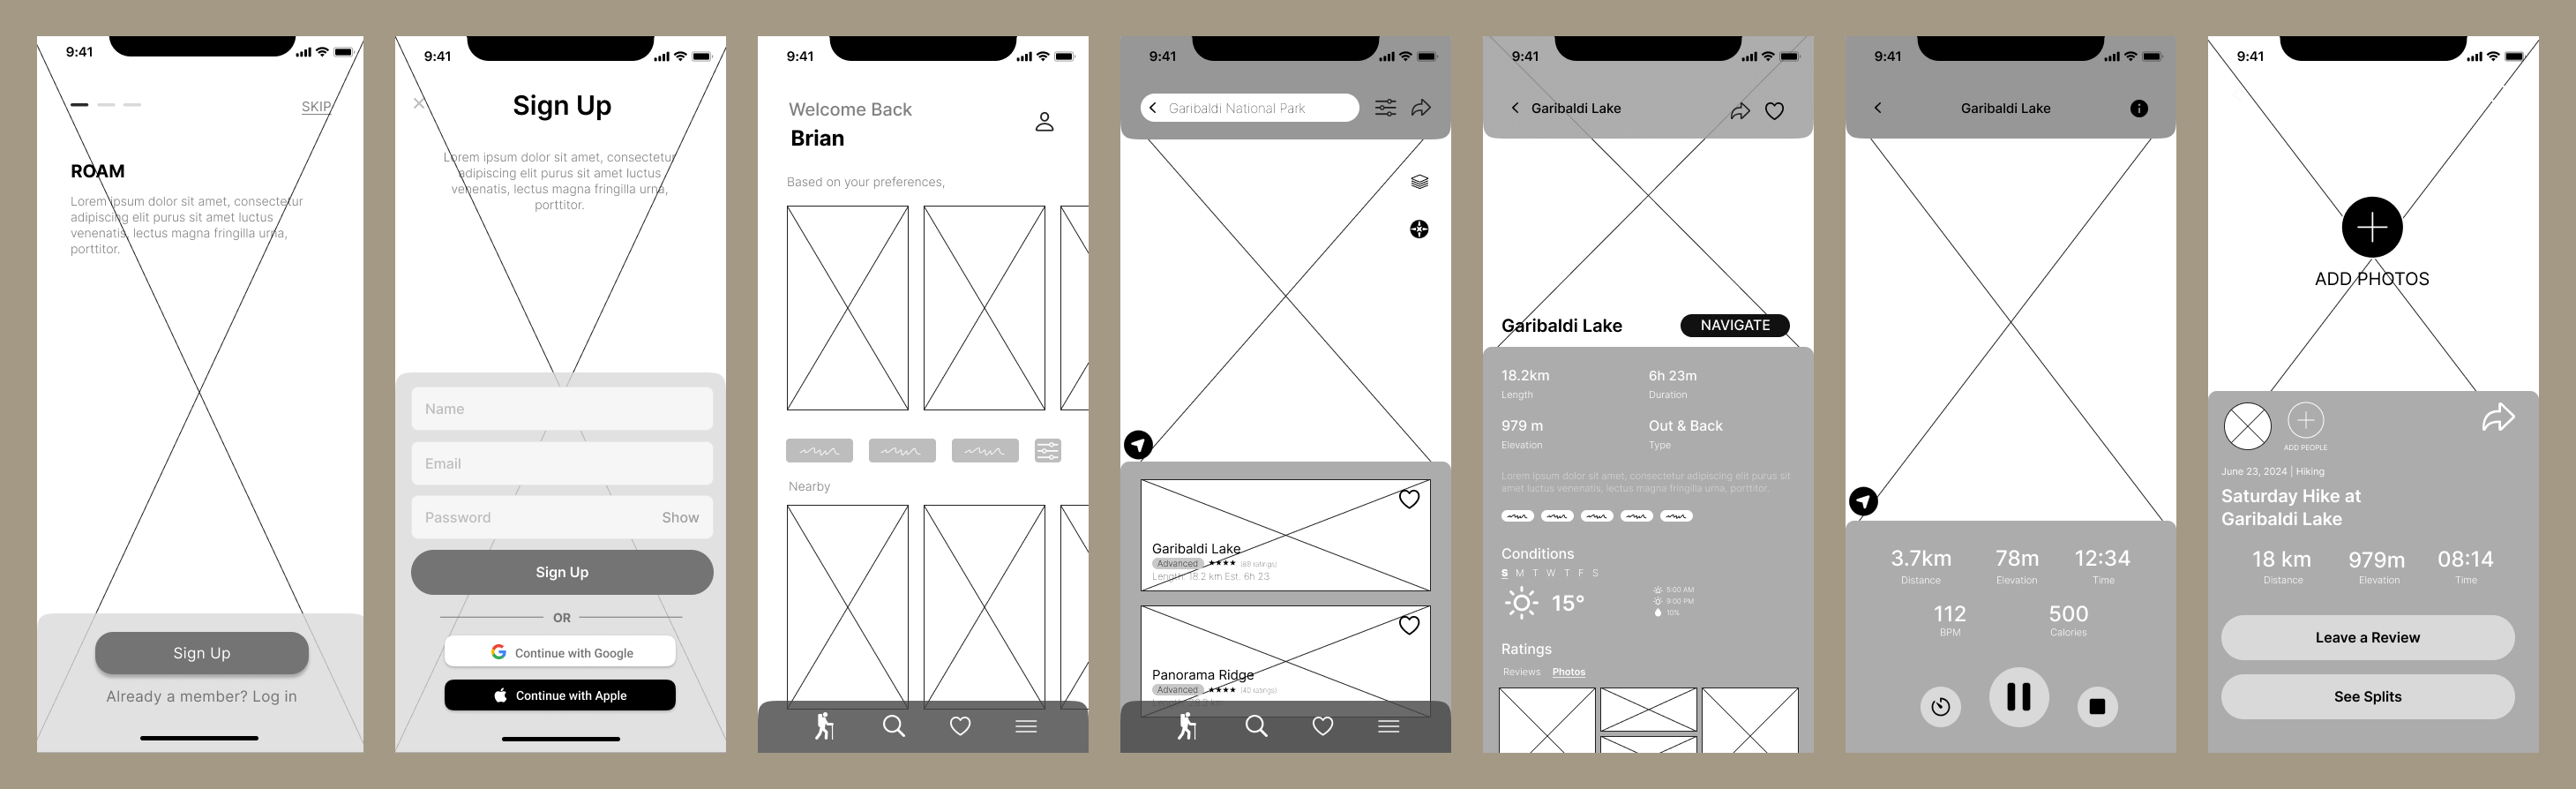 9:41
SKIP
ROAM
Lorem ipsum dolor sit amet, consectetur
adipiscing elit purus sit amet luctus
venenatis, lectus magna fringilla urna,
porttitor.
Sign Up
Already a member? Log in
9:41
Sign Up
Lorem ipsum dolor sit amet, consectetur
adipiscing elit purus sit amet luctus
venenatis, lectus magna fringilla urna,
porttitor.
Name
Email
Password Show
Sign Up
OR
Continue with Google
Continue with Apple
9:41
Welcome Back
Brian
Based on your preferences,
Nearby
9:41
Garibaldi National Park
Garibaldi Lake
Advanced ★★★★ (69 ratings)
Length: 18.2 km Est. 6h 23
Panorama Ridge
Advanced ★★★★ (40 ratings)
9:41
Garibaldi Lake
Garibaldi Lake NAVIGATE
18.2km 6h 23m
Length Duration
979 m Out & Back
Elevation Type
Lorem ipsum dolor sit amet, consectetur adipiscing elit purus sit
amet luctus venenatis, lectus magna fringilla urna, porttitor.
Conditions
S M T W T F S
15°
5:00 AM
9:00 PM
10%
Ratings
Reviews Photos
9:41
Garibaldi Lake
3.7km 78m 12:34
Distance Elevation Time
112 500
BPM Calories
9:41
ADD PHOTOS
ADD PEOPLE
June 23, 2024 | Hiking
Saturday Hike at
Garibaldi Lake
18 km 979m 08:14
Distance Elevation Time
Leave a Review
See Splits